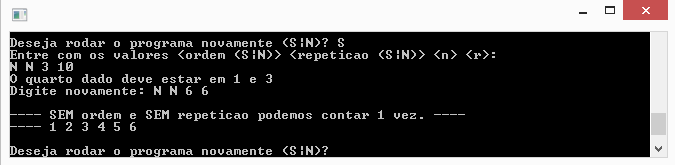 Deseja rodar o programa novamente (S|N)? S
Entre com os valores <ordem (S|N)> <repeticao (S|N)> <n> <r>:
N N 3 10
O quarto dado deve estar em 1 e 3
Digite novamente: N N 6 6
---- SEM ordem e SEM repeticao podemos contar 1 vez. ----
---- 1 2 3 4 5 6
Deseja rodar o programa novamente (S|N)?